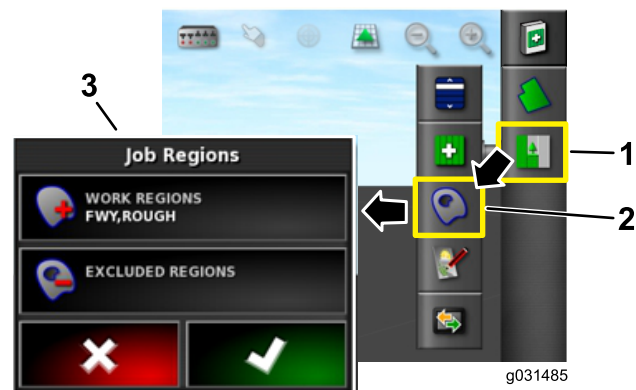 3
Job Regions
WORK REGIONS
FWY,ROUGH
EXCLUDED REGIONS
1
2
g031485